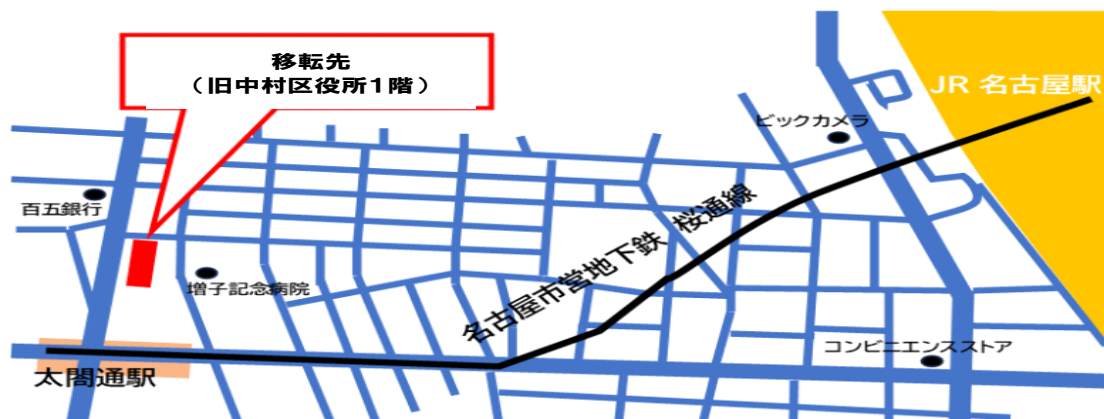 移転先
（旧中村区役所1階）
JR 名古屋駅
ビックカメラ
百五銀行
増子記念病院
名古屋市営地下鉄 桜通線
コンビニエンスストア
太閤通駅